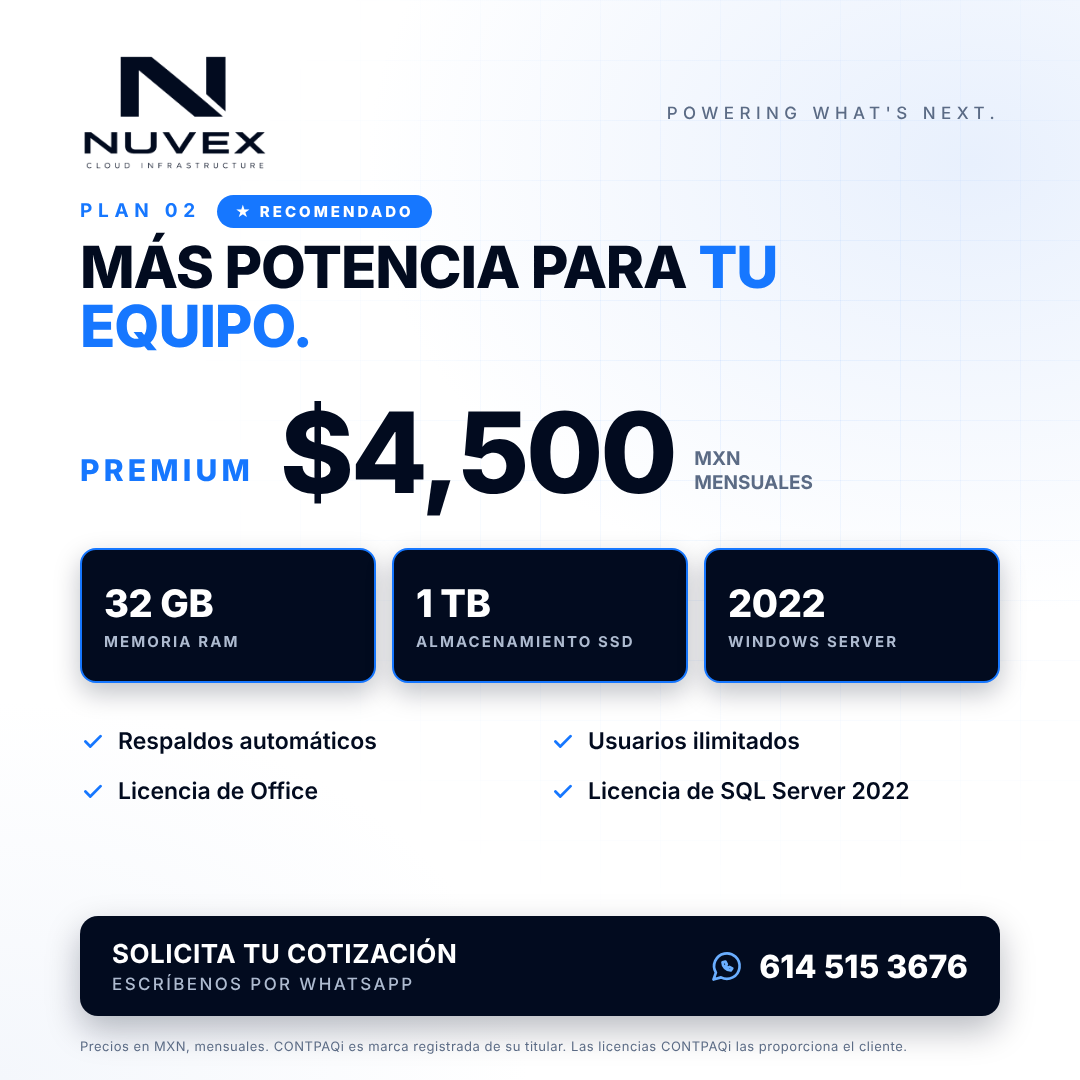 NUVEX
CLOUD INFRASTRUCTURE
POWERING WHAT'S NEXT.
PLAN 02
★ RECOMENDADO
MÁS POTENCIA PARA TU
EQUIPO.
PREMIUM
$4,500
MXN
MENSUALES
32 GB
MEMORIA RAM
1 TB
ALMACENAMIENTO SSD
2022
WINDOWS SERVER
Respaldos automáticos
Usuarios ilimitados
Licencia de Office
Licencia de SQL Server 2022
SOLICITA TU COTIZACIÓN
ESCRÍBENOS POR WHATSAPP
614 515 3676
Precios en MXN, mensuales. CONTPAQi es marca registrada de su titular. Las licencias CONTPAQi las proporciona el cliente.